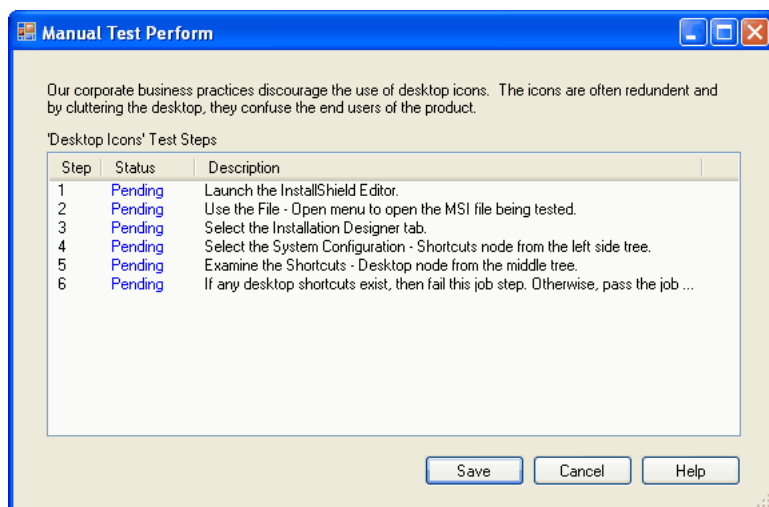 Manual Test Perform
Our corporate business practices discourage the use of desktop icons.  The icons are often redundent and
by cluttering the desktop, they confuse the end users of the product.
'Desktop Icons' Test Steps
Step Status Description
1 Pending Launch the InstallShield Editor.
2 Pending Use the File - Open menu to open the MSI file being tested.
3 Pending Select the Installation Designer tab.
4 Pending Select the System Configuration - Shortcuts node from the left side tree.
5 Pending Examine the Shortcuts - Desktop node from the middle tree.
6 Pending If any desktop shortcuts exist, then fail this job step. Otherwise, pass the job ...
Save Cancel Help